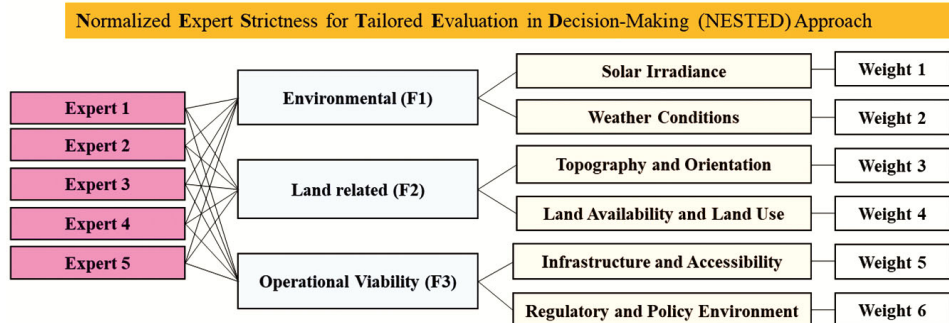 Normalized Expert Strictness for Tailored Evaluation in Decision-Making (NESTED) Approach
Expert 1
Expert 2
Expert 3
Expert 4
Expert 5
Environmental (F1)
Land related (F2)
Operational Viability (F3)
Solar Irradiance
Weather Conditions
Topography and Orientation
Land Availability and Land Use
Infrastructure and Accessibility
Regulatory and Policy Environment
Weight 1
Weight 2
Weight 3
Weight 4
Weight 5
Weight 6